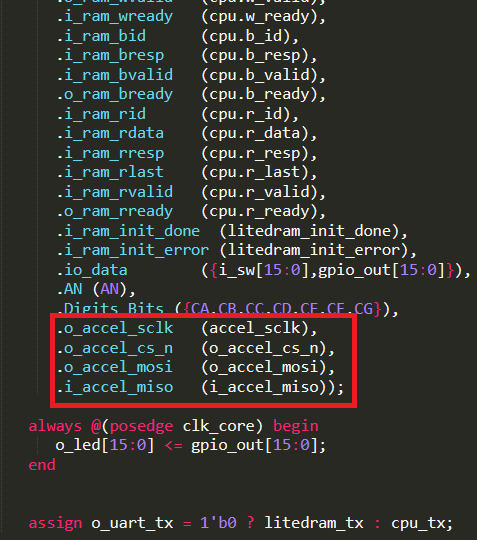 .i_ram_wready   (cpu.w_ready),
.i_ram_bid      (cpu.b_id),
.i_ram_bresp    (cpu.b_resp),
.i_ram_bvalid   (cpu.b_valid),
.o_ram_bready   (cpu.b_ready),
.i_ram_rid      (cpu.r_id),
.i_ram_rdata    (cpu.r_data),
.i_ram_rresp    (cpu.r_resp),
.i_ram_rlast    (cpu.r_last),
.i_ram_rvalid   (cpu.r_valid),
.o_ram_rready   (cpu.r_ready),
.i_ram_init_done  (litedram_init_done),
.i_ram_init_error (litedram_init_error),
.io_data        ({i_sw[15:0],gpio_out[15:0]}),
.AN (AN),
.Digits_Bits ({CA,CB,CC,CD,CE,CF,CG}),
.o_accel_sclk   (accel_sclk),
.o_accel_cs_n   (o_accel_cs_n),
.o_accel_mosi   (o_accel_mosi),
.i_accel_miso   (i_accel_miso));
always @(posedge clk_core) begin
o_led[15:0] <= gpio_out[15:0];
end
assign o_uart_tx = 1'b0 ? litedram_tx : cpu_tx;